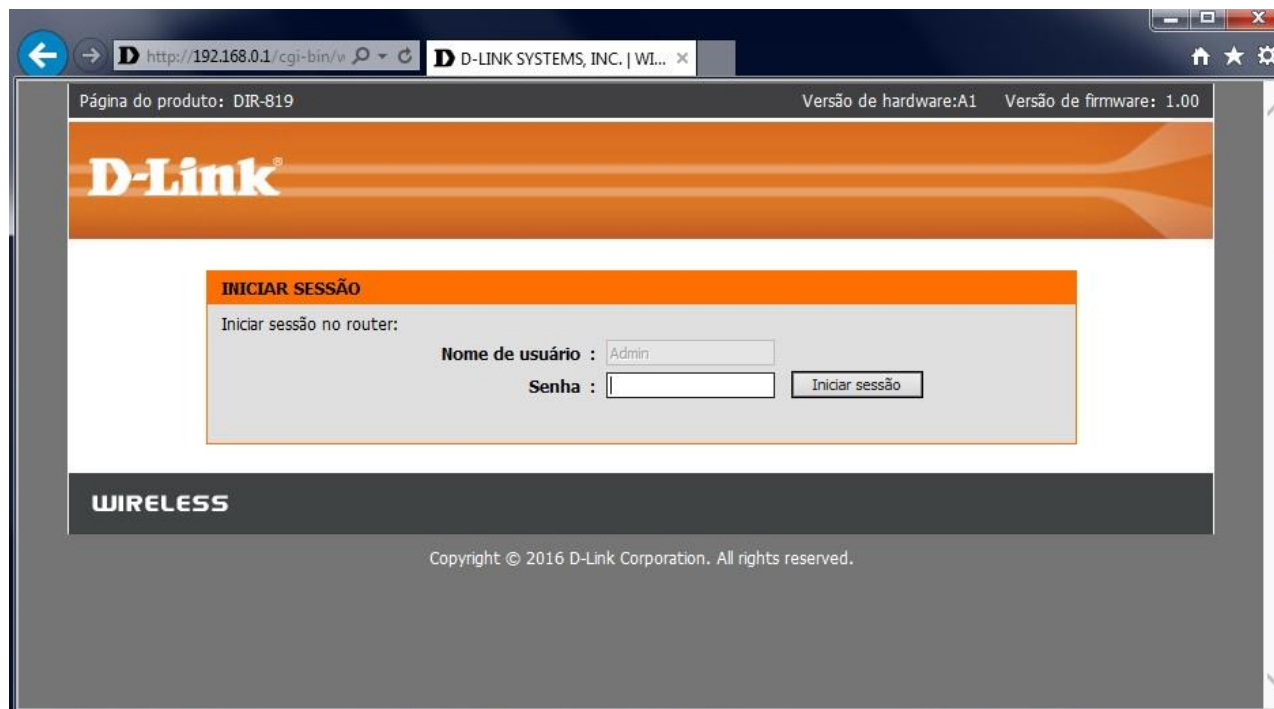 http://192.168.0.1/cgi-bin/w
D-LINK SYSTEMS, INC. | WI...
Página do produto: DIR-819 Versão de hardware:A1 Versão de firmware: 1.00
D-Link®
INICIAR SESSÃO
Iniciar sessão no router:
Nome de usuário : Admin
Senha : Iniciar sessão
WIRELESS
Copyright © 2016 D-Link Corporation. All rights reserved.